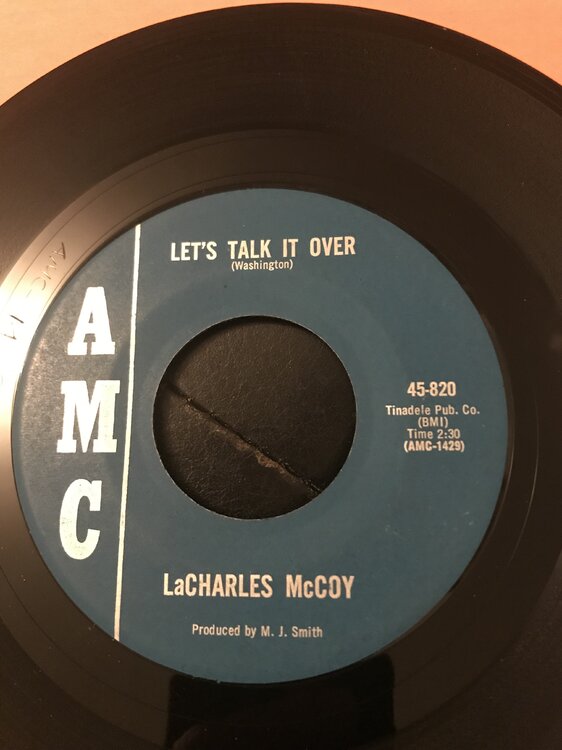 LET'S TALK IT OVER
(Washington)
A
M
C
45-820
Tinadele Pub. Co.
(BMI)
Time 2:30
(AMC-1429)
LaCHARLES McCOY
Produced by M. J. Smith